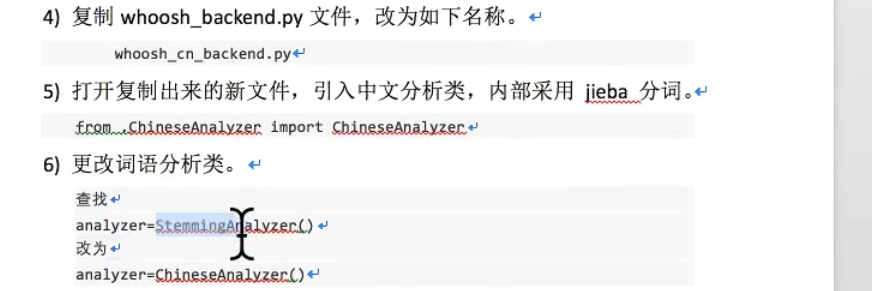 4) 复制 whoosh_backend.py 文件，改为如下名称。
whoosh_cn_backend.py
5) 打开复制出来的新文件，引入中文分析类，内部采用 jieba 分词。
from .ChineseAnalyzer import ChineseAnalyzer
6) 更改词语分析类。
查找
analyzer=StemmingAnalyzer()
改为
analyzer=ChineseAnalyzer()